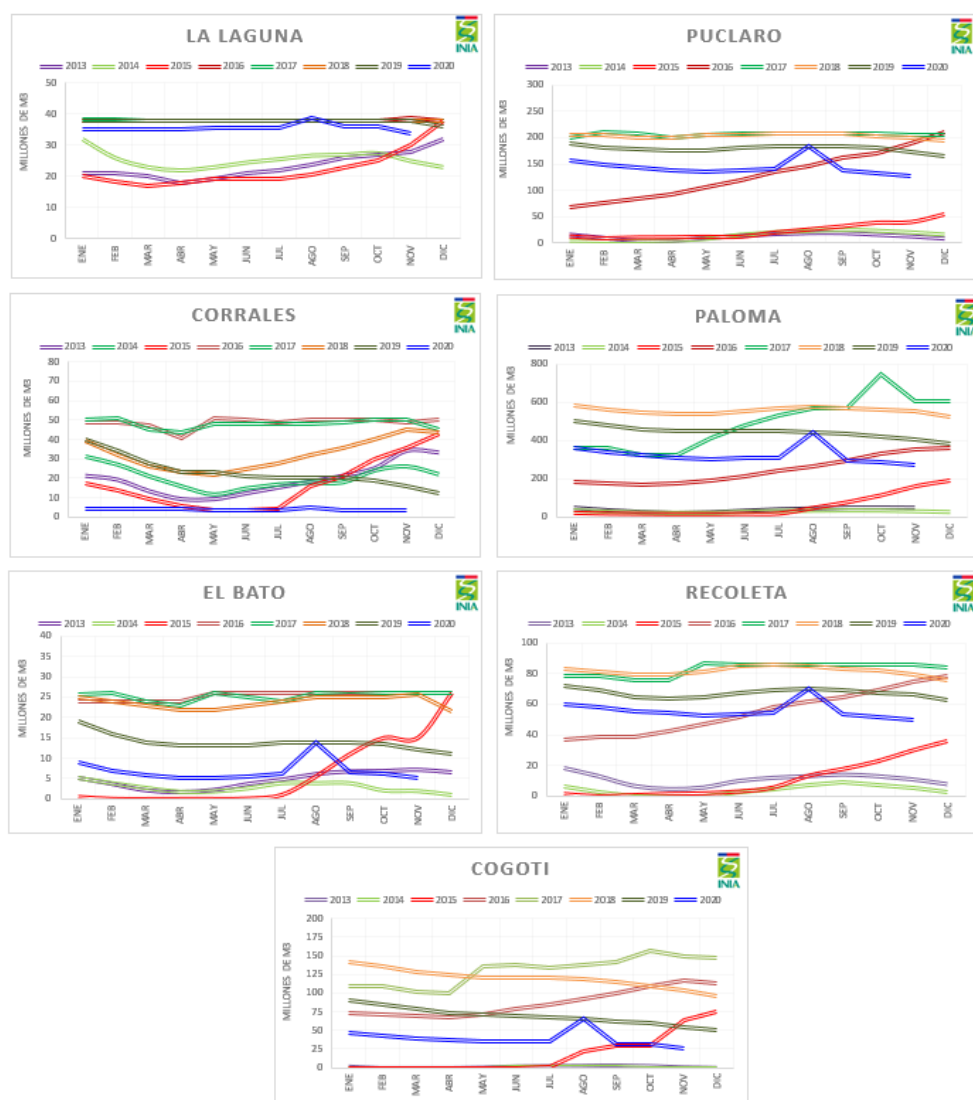 LA LAGUNA
INIA
2013 2014 2015 2016 2017 2018 2019 2020
MILLONES DE M3
50
40
30
20
10
0
ENE FEB MAR ABR MAY JUN JUL AGO SEP OCT NOV DIC
PUCLARO
INIA
2013 2014 2015 2016 2017 2018 2019 2020
MILLONES DE M3
300
250
200
150
100
50
0
ENE FEB MAR ABR MAY JUN JUL AGO SEP OCT NOV DIC
CORRALES
INIA
2013 2014 2015 2016 2017 2018 2019 2020
MILLONES DE M3
80
70
60
50
40
30
20
10
0
ENE FEB MAR ABR MAY JUN JUL AGO SEP OCT NOV DIC
PALOMA
INIA
2013 2014 2015 2016 2017 2018 2019 2020
MILLONES DE M3
800
600
400
200
0
ENE FEB MAR ABR MAY JUN JUL AGO SEP OCT NOV DIC
EL BATO
INIA
2013 2014 2015 2016 2017 2018 2019 2020
MILLONES DE M3
40
35
30
25
20
15
10
5
0
ENE FEB MAR ABR MAY JUN JUL AGO SEP OCT NOV DIC
RECOLETA
INIA
2013 2014 2015 2016 2017 2018 2019 2020
MILLONES DE M3
100
80
60
40
20
0
ENE FEB MAR ABR MAY JUN JUL AGO SEP OCT NOV DIC
COGOTI
INIA
2013 2014 2015 2016 2017 2018 2019 2020
MILLONES DE M3
200
175
150
125
100
75
50
25
0
ENE FEB MAR ABR MAY JUN JUL AGO SEP OCT NOV DIC